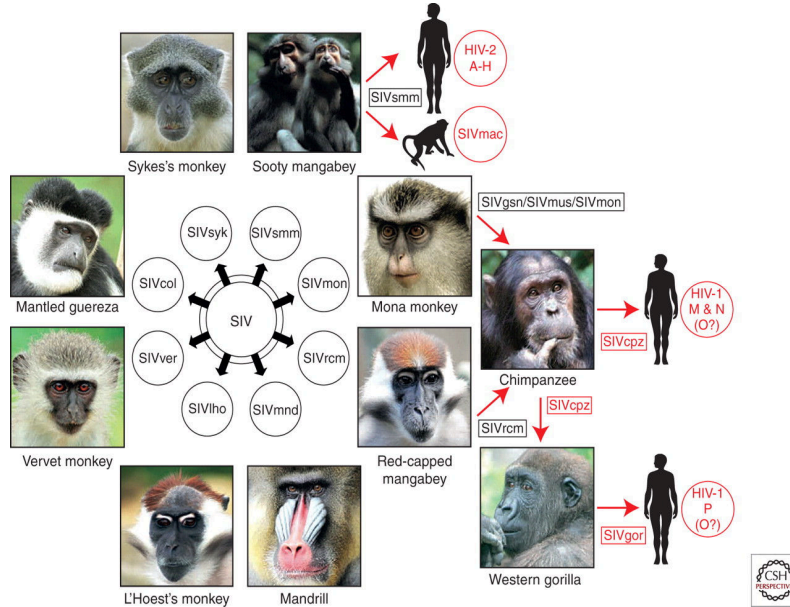 HIV-2
A-H
SIVsmm
SIVmac
Sykes's monkey
Sooty mangabey
SIVgsn/SIVmus/SIVmon
SIVsyk
SIVsmm
SIVcol
SIVmon
SIV
Mantled guereza
Mona monkey
HIV-1
M & N
(O?)
SIVcpz
SIVver
SIVrcm
Chimpanzee
SIVlho
SIVmnd
SIVcpz
SIVrcm
Vervet monkey
Red-capped
mangabey
HIV-1
P
(O?)
SIVgor
L'Hoest's monkey
Mandrill
Western gorilla
CSH
PERSPECTIVES